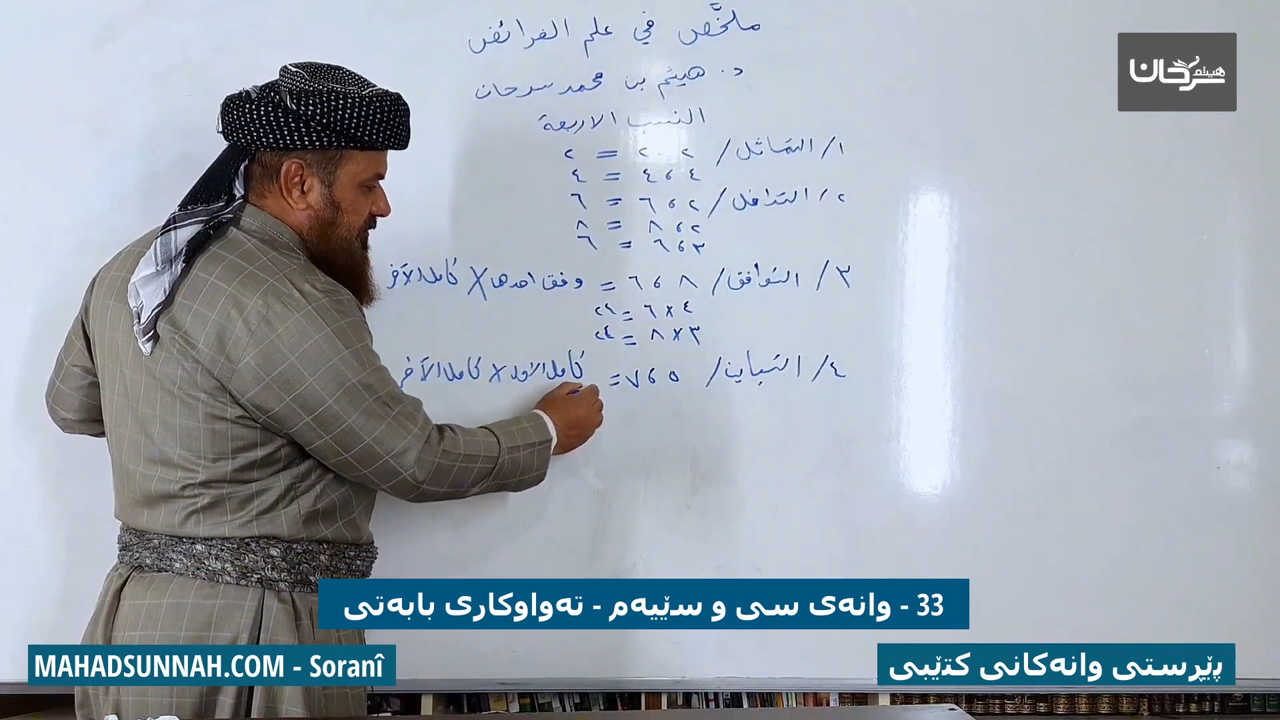 ملخَّص في علم الفرائض
د. هيثم بن محمد سرحان
النسب الاربعة
١/ التماثل/ ٢ ، ٢ = ٢
٤ ، ٤ = ٤
٢/ التداخل/ ٢ ، ٦ = ٦
٢ ، ٨ = ٨
٣ ، ٦ = ٦
٣/ التوافق/ ٨ ، ٦ = وفق احدها X كامل الآخر
٤ × ٦ = ٢٤
٣ × ٨ = ٢٤
٤/ التباين/ ٥ ، ٧ = كامل الاول X كامل الآخر
هيثم سرحان
33 - وانەی سی و سێیەم - تەواوکاری بابەتی
MAHADSUNNAH.COM - Soranî
پێڕستی وانەکانی کتێبی